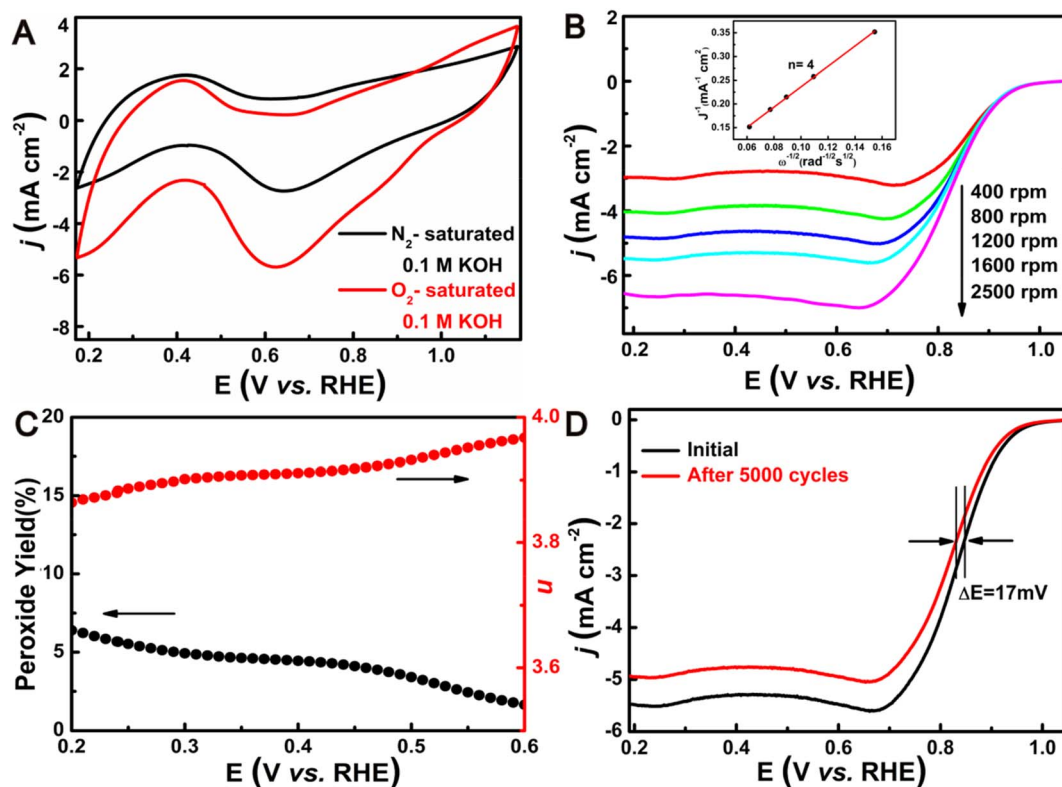 A
4
2
0
-2
-4
-6
-8
j (mA cm-2)
0.2 0.4 0.6 0.8 1.0
E (V vs. RHE)
N2- saturated
0.1 M KOH
O2- saturated
0.1 M KOH
B
2
0
-2
-4
-6
j (mA cm-2)
0.2 0.4 0.6 0.8 1.0
E (V vs. RHE)
0.35
0.30
0.25
0.20
0.15
J-1(mA-1 cm2)
n= 4
0.06 0.08 0.10 0.12 0.14 0.16
ω-1/2(rad-1/2s1/2)
400 rpm
800 rpm
1200 rpm
1600 rpm
2500 rpm
C
20
15
10
5
0
Peroxide Yield(%)
4.0
3.8
3.6
n
0.2 0.3 0.4 0.5 0.6
E (V vs. RHE)
D
0
-1
-2
-3
-4
-5
-6
j (mA cm-2)
Initial
After 5000 cycles
ΔE=17mV
0.2 0.4 0.6 0.8 1.0
E (V vs. RHE)